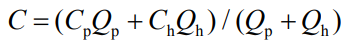 C = (CpQp + ChQh) / (Qp + Qh)